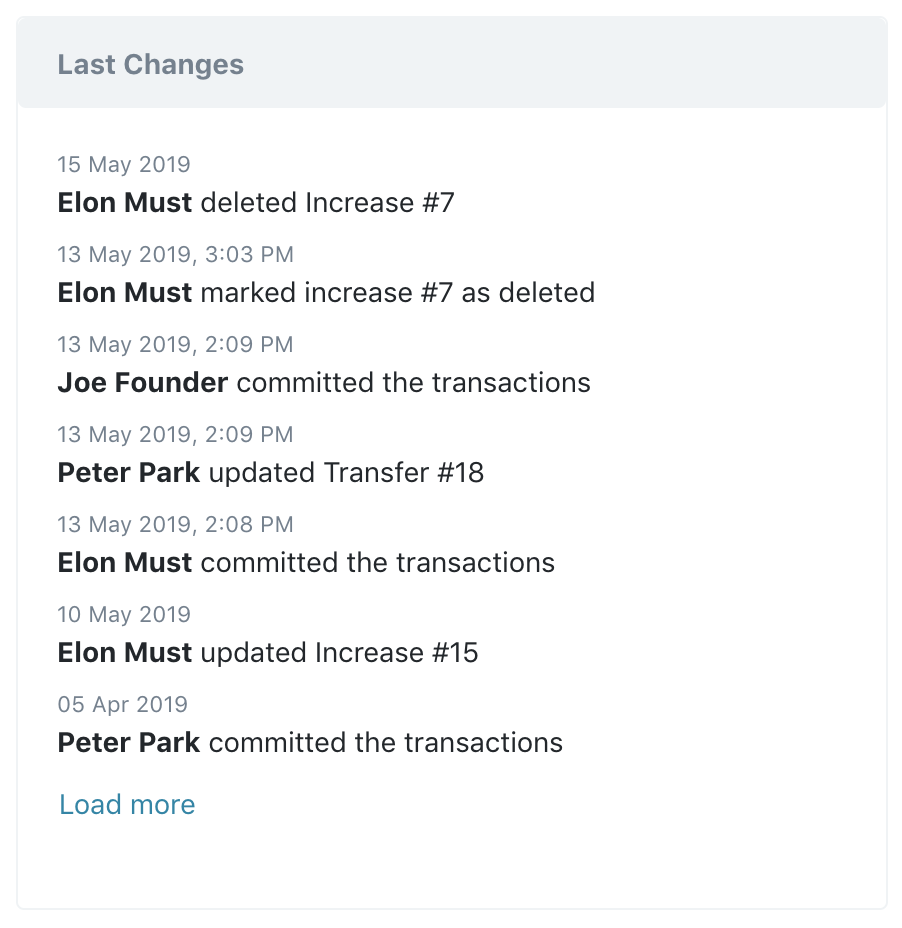 Last Changes
15 May 2019
Elon Must deleted Increase #7
13 May 2019, 3:03 PM
Elon Must marked increase #7 as deleted
13 May 2019, 2:09 PM
Joe Founder committed the transactions
13 May 2019, 2:09 PM
Peter Park updated Transfer #18
13 May 2019, 2:08 PM
Elon Must committed the transactions
10 May 2019
Elon Must updated Increase #15
05 Apr 2019
Peter Park committed the transactions
Load more